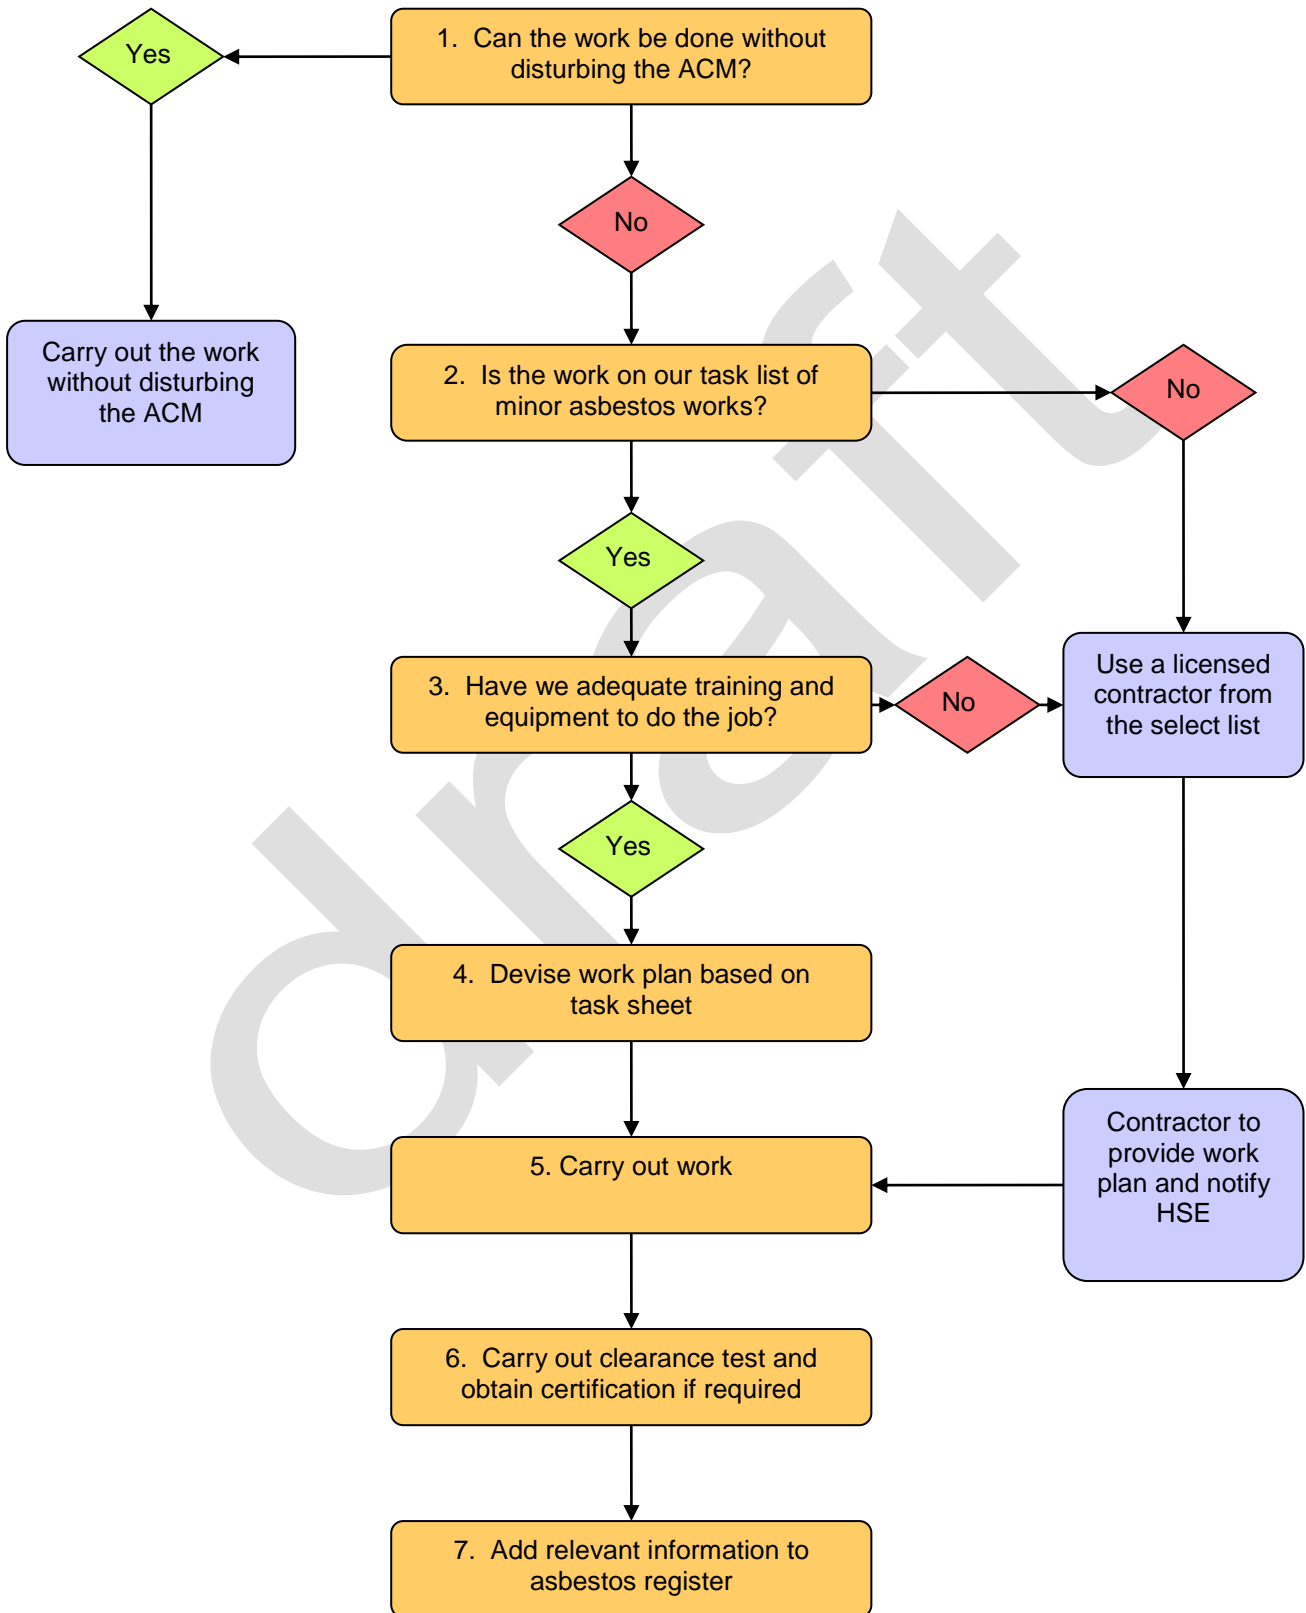 Yes
1.  Can the work be done without
disturbing the ACM?
No
Carry out the work
without disturbing
the ACM
2.  Is the work on our task list of
minor asbestos works?
No
Yes
3.  Have we adequate training and
equipment to do the job?
No
Use a licensed
contractor from
the select list
Yes
4.  Devise work plan based on
task sheet
5. Carry out work
Contractor to
provide work
plan and notify
HSE
6.  Carry out clearance test and
obtain certification if required
7.  Add relevant information to
asbestos register
draft